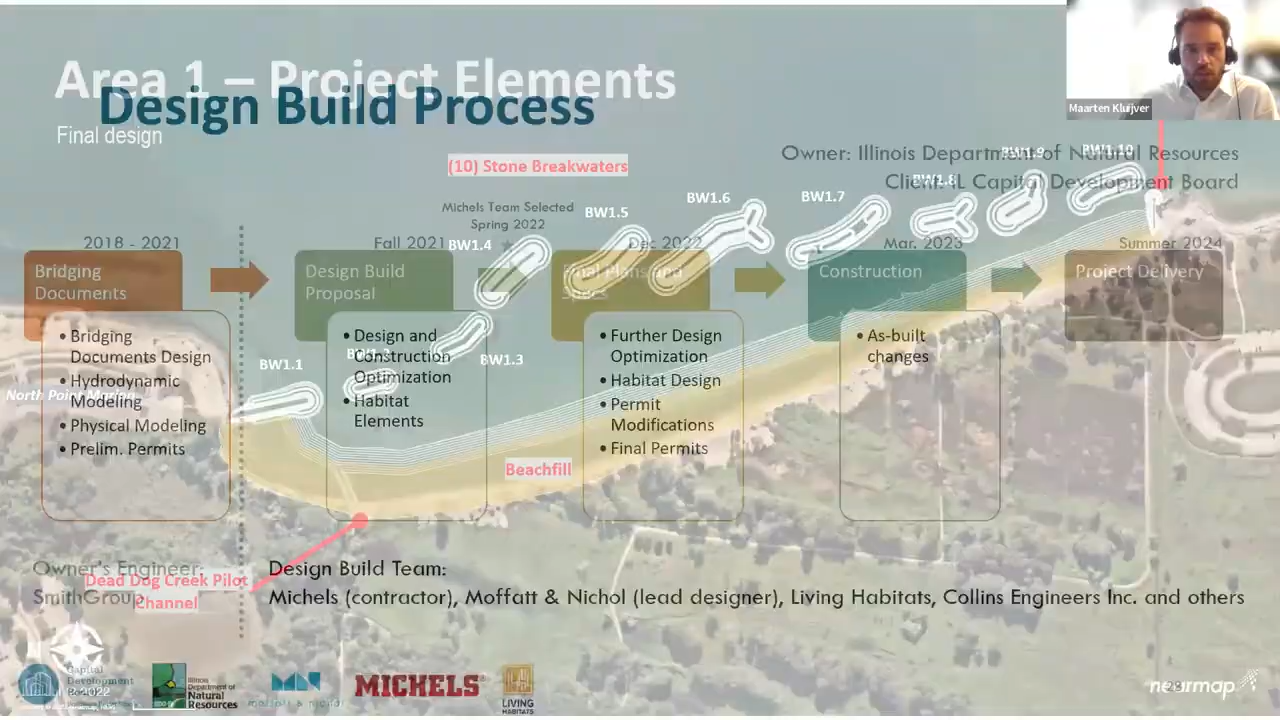 Area 1 – Project Elements
Design Build Process
Final design
Maarten Kluijver
(10) Stone Breakwaters
Owner: Illinois Department of Natural Resources
Client: IL Capital Development Board
BW1.10
BW1.9
BW1.8
BW1.7
BW1.6
BW1.5
BW1.4
BW1.3
BW1.1
Michels Team Selected
Spring 2022
2018 - 2021
Fall 2021
Dec 2022
Mar. 2023
Summer 2024
Bridging
Documents
Design Build
Proposal
Final Plans and
Specs
Construction
Project Delivery
• Bridging
Documents Design
• Hydrodynamic
Modeling
• Physical Modeling
• Prelim. Permits
• Design and
Construction
Optimization
• Habitat
Elements
• Further Design
Optimization
• Habitat Design
• Permit
Modifications
• Final Permits
• As-built
changes
North Point
Beachfill
Owner's Engineer:
SmithGroup
Dead Dog Creek Pilot
Channel
Design Build Team:
Michels (contractor), Moffatt & Nichol (lead designer), Living Habitats, Collins Engineers Inc. and others
Capital
Development
Illinois
Department of
Natural
Resources
moffatt & nichol
MICHELS
LIVING
HABITATS
nearmap